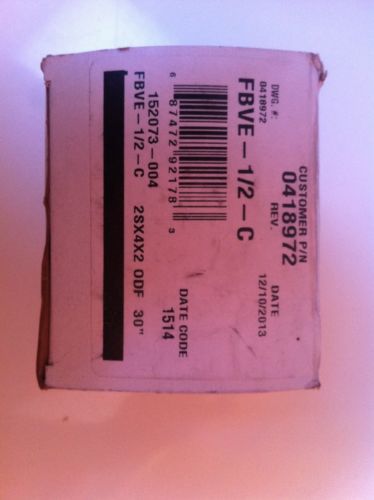 CUSTOMER P/N
0418972
REV.
DATE
12/10/2013
DWG. #:
0418972
FBVE-1/2-C
6 87472 92178 3
DATE CODE
1514
152073-004
FBVE-1/2-C 2SX4X2 ODF 30"